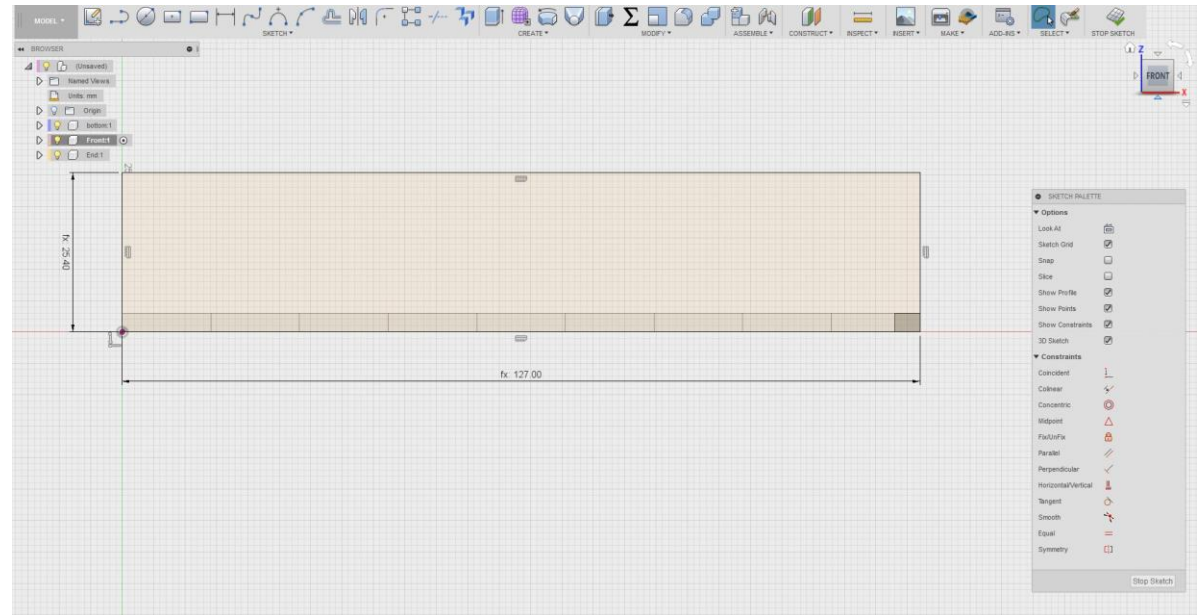 MODEL
SKETCH
CREATE
MODIFY
ASSEMBLE
CONSTRUCT
INSPECT
INSERT
MAKE
ADD-INS
SELECT
STOP SKETCH
BROWSER
(Unsaved)
Named Views
Units: mm
Origin
bottom:1
Front:1
End:1
Z
FRONT
X
fx: 25.40
fx: 127.00
SKETCH PALETTE
Options
Look At
Sketch Grid
Snap
Slice
Show Profile
Show Points
Show Constraints
3D Sketch
Constraints
Coincident
Colinear
Concentric
Midpoint
Fix/UnFix
Parallel
Perpendicular
Horizontal/Vertical
Tangent
Smooth
Equal
Symmetry
Stop Sketch